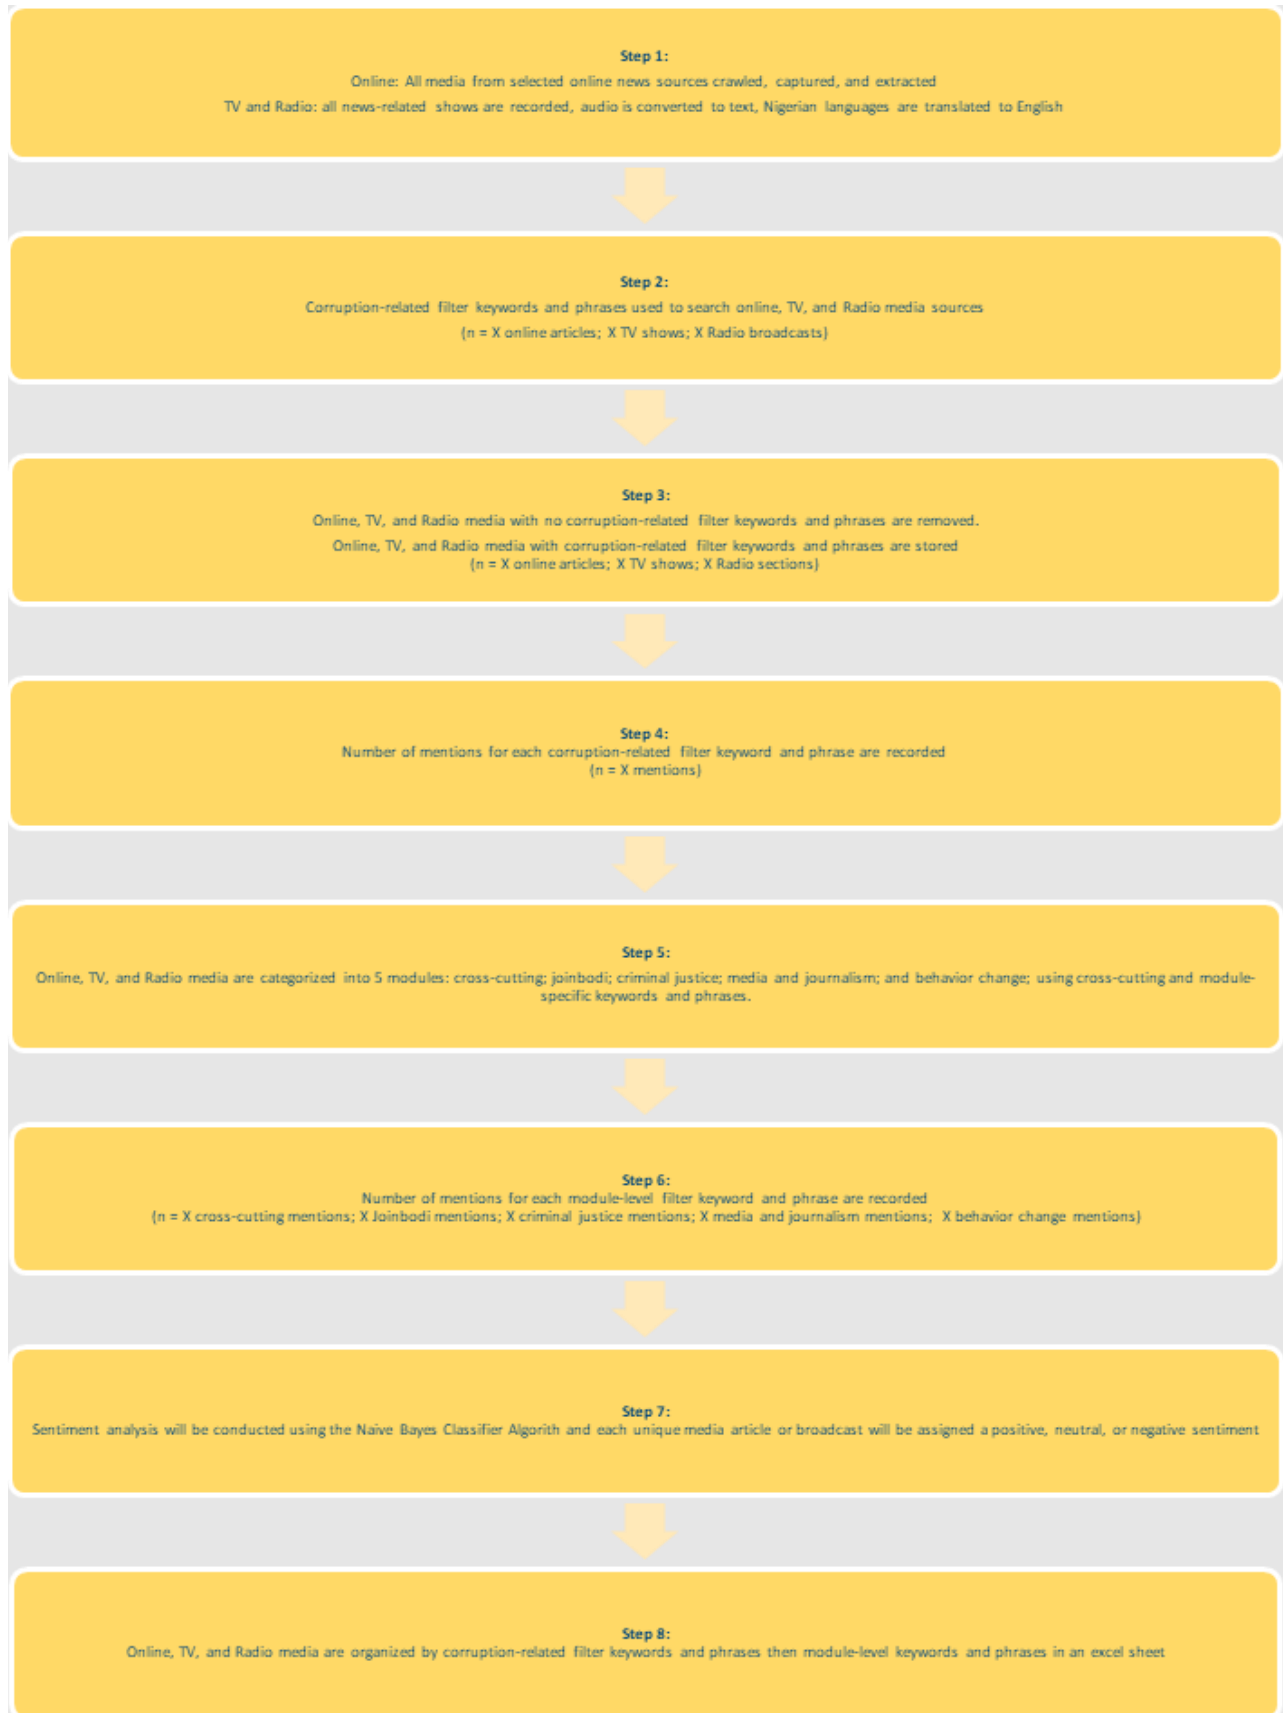 Step 1:
Online: All media from selected online news sources crawled, captured, and extracted
TV and Radio: all news-related shows are recorded, audio is converted to text, Nigerian languages are translated to English
Step 2:
Corruption-related filter keywords and phrases used to search online, TV, and Radio media sources
(n = X online articles; X TV shows; X Radio broadcasts)
Step 3:
Online, TV, and Radio media with no corruption-related filter keywords and phrases are removed.
Online, TV, and Radio media with corruption-related filter keywords and phrases are stored
(n = X online articles; X TV shows; X Radio sections)
Step 4:
Number of mentions for each corruption-related filter keyword and phrase are recorded
(n = X mentions)
Step 5:
Online, TV, and Radio media are categorized into 5 modules: cross-cutting; joinbodi; criminal justice; media and journalism; and behavior change; using cross-cutting and module-
specific keywords and phrases.
Step 6:
Number of mentions for each module-level filter keyword and phrase are recorded
(n = X cross-cutting mentions; X Joinbodi mentions; X criminal justice mentions; X media and journalism mentions; X behavior change mentions)
Step 7:
Sentiment analysis will be conducted using the Naive Bayes Classifier Algorith and each unique media article or broadcast will be assigned a positive, neutral, or negative sentiment
Step 8:
Online, TV, and Radio media are organized by corruption-related filter keywords and phrases then module-level keywords and phrases in an excel sheet